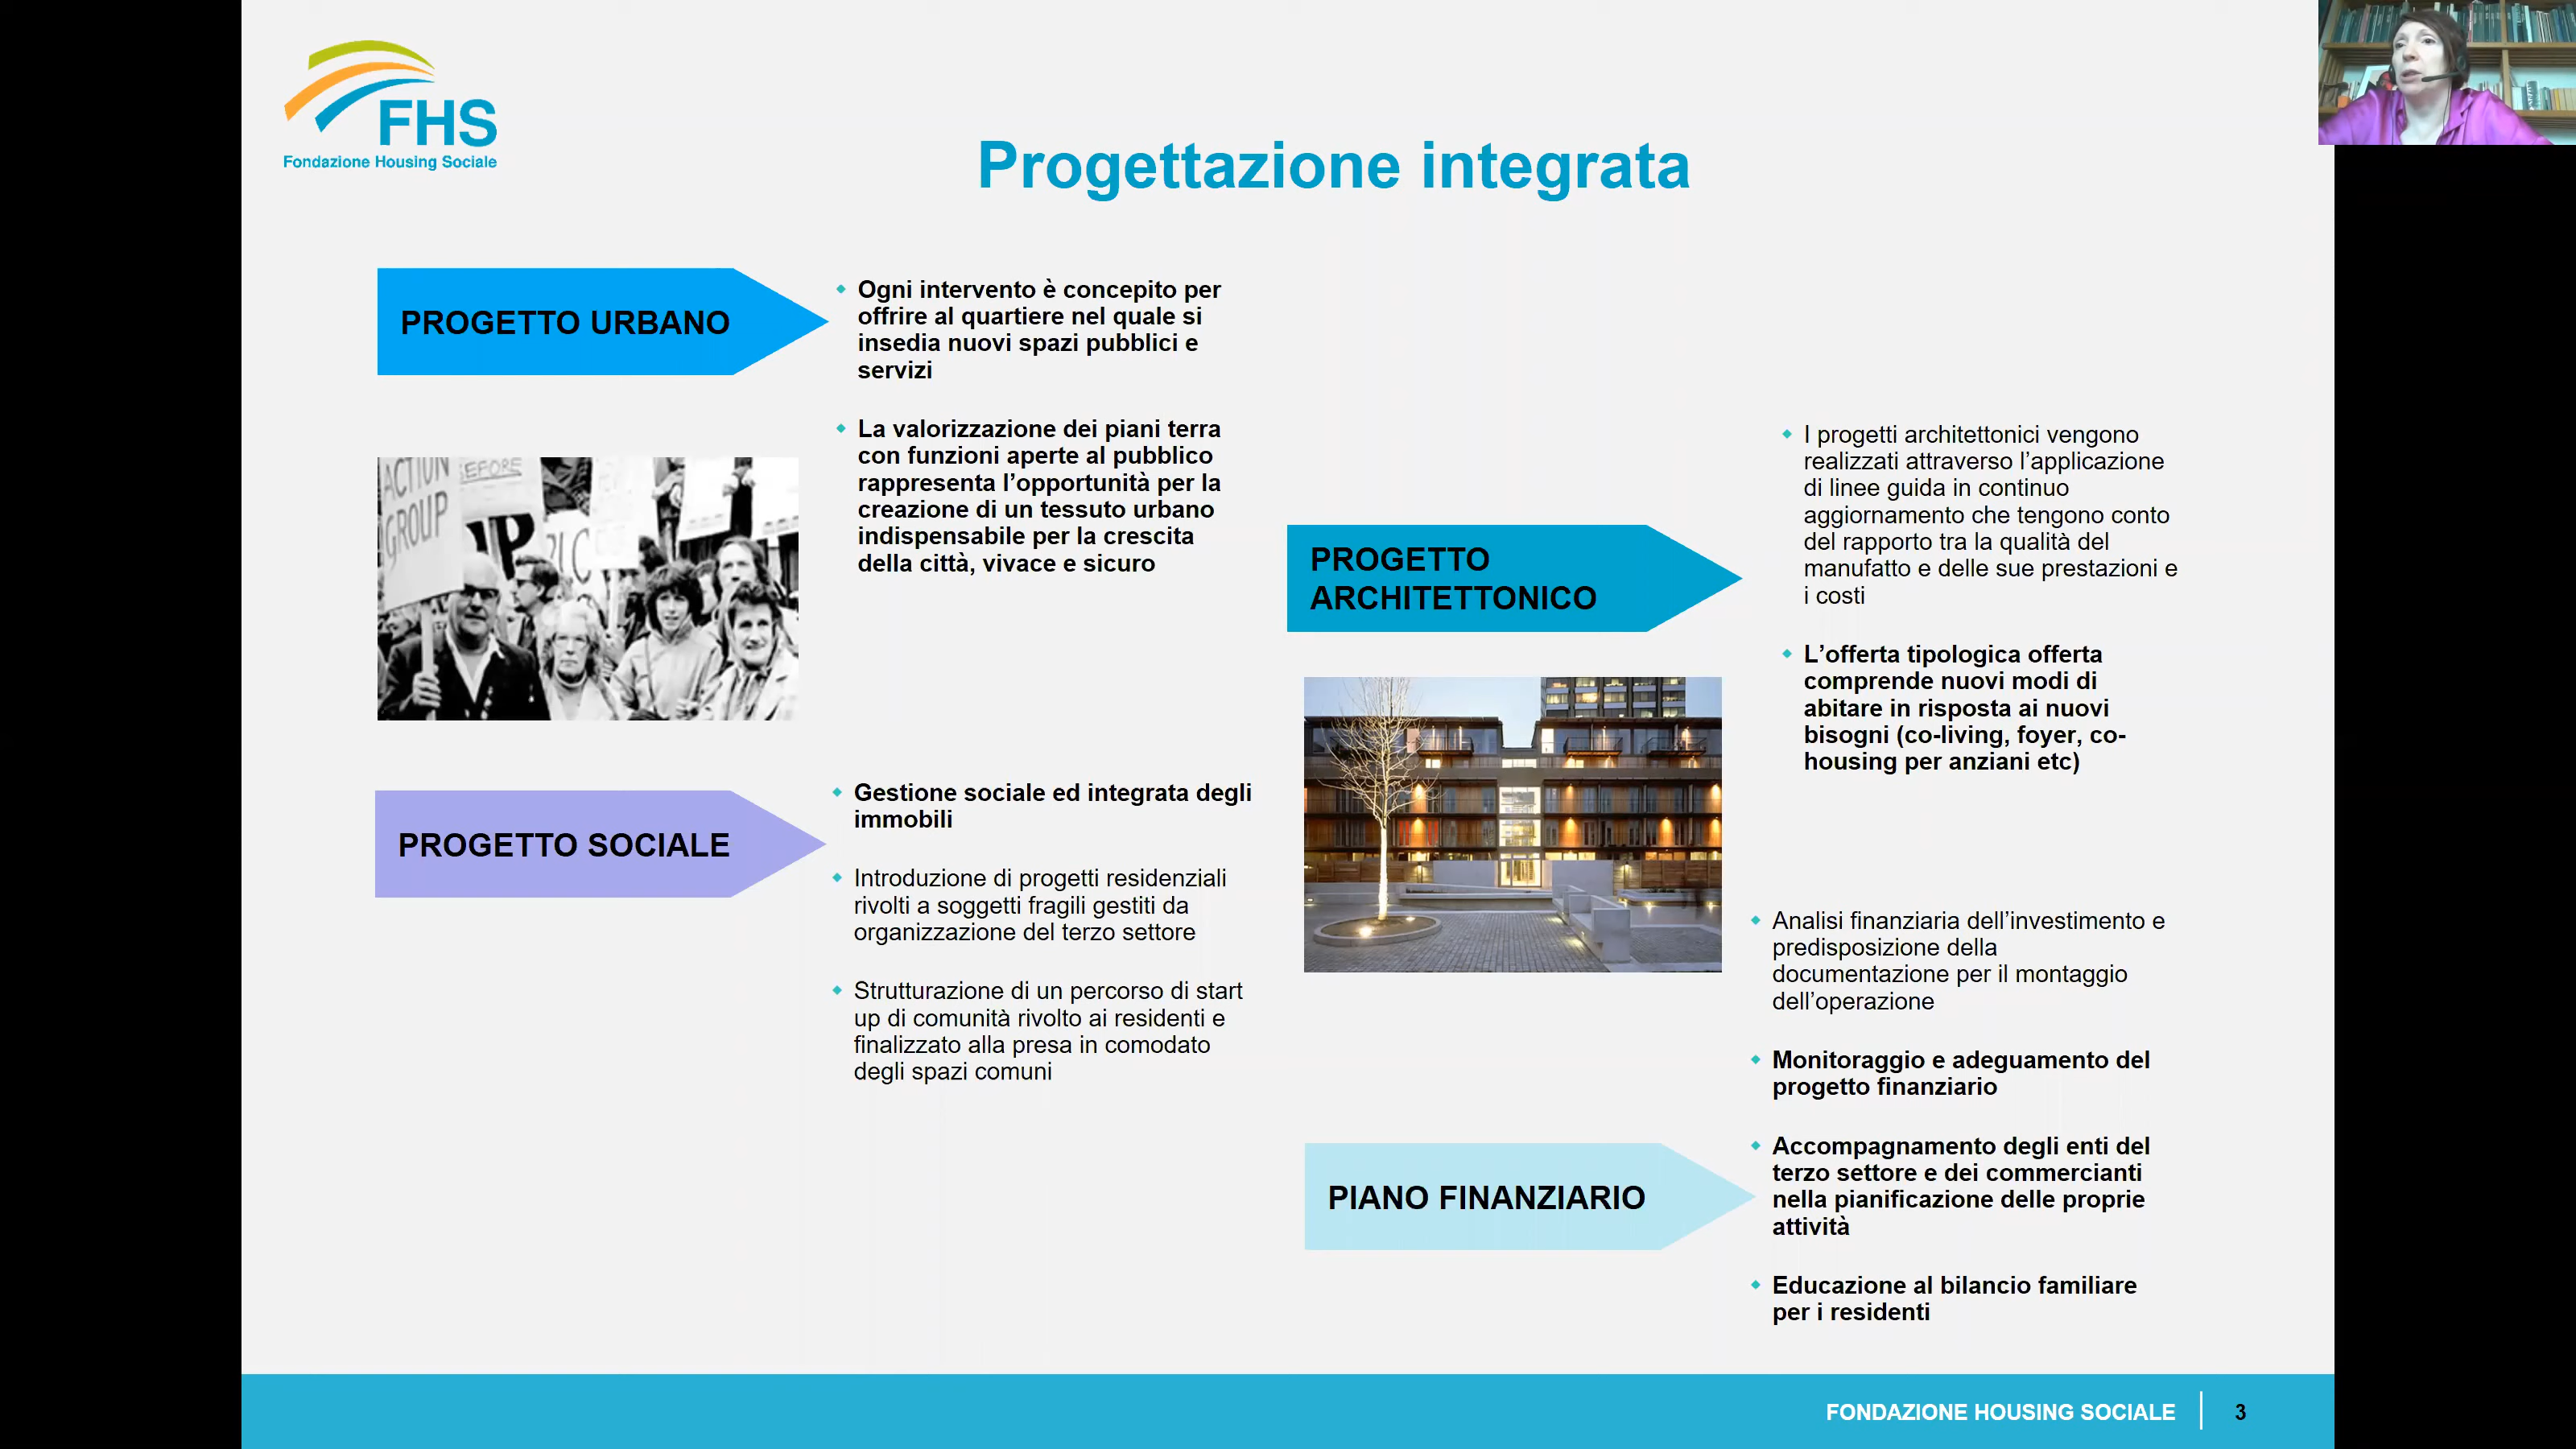 FHS
Fondazione Housing Sociale
Progettazione integrata
PROGETTO URBANO
Ogni intervento è concepito per
offrire al quartiere nel quale si
insedia nuovi spazi pubblici e
servizi
La valorizzazione dei piani terra
con funzioni aperte al pubblico
rappresenta l’opportunità per la
creazione di un tessuto urbano
indispensabile per la crescita
della città, vivace e sicuro
ACTION
GROUP
EFORE
PROGETTO SOCIALE
Gestione sociale ed integrata degli
immobili
Introduzione di progetti residenziali
rivolti a soggetti fragili gestiti da
organizzazione del terzo settore
Strutturazione di un percorso di start
up di comunità rivolto ai residenti e
finalizzato alla presa in comodato
degli spazi comuni
PROGETTO
ARCHITETTONICO
I progetti architettonici vengono
realizzati attraverso l’applicazione
di linee guida in continuo
aggiornamento che tengono conto
del rapporto tra la qualità del
manufatto e delle sue prestazioni e
i costi
L’offerta tipologica offerta
comprende nuovi modi di
abitare in risposta ai nuovi
bisogni (co-living, foyer, co-
housing per anziani etc)
PIANO FINANZIARIO
Analisi finanziaria dell’investimento e
predisposizione della
documentazione per il montaggio
dell’operazione
Monitoraggio e adeguamento del
progetto finanziario
Accompagnamento degli enti del
terzo settore e dei commercianti
nella pianificazione delle proprie
attività
Educazione al bilancio familiare
per i residenti
FONDAZIONE HOUSING SOCIALE
3